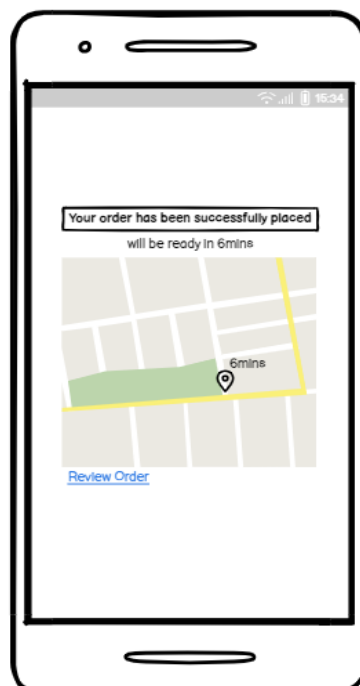 15:34
Your order has been successfully placed
will be ready in 6mins
6mins
Review Order